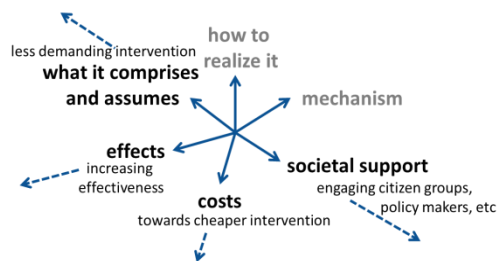 less demanding intervention
what it comprises
and assumes
how to
realize it
mechanism
effects
increasing
effectiveness
costs
towards cheaper intervention
societal support
engaging citizen groups,
policy makers, etc